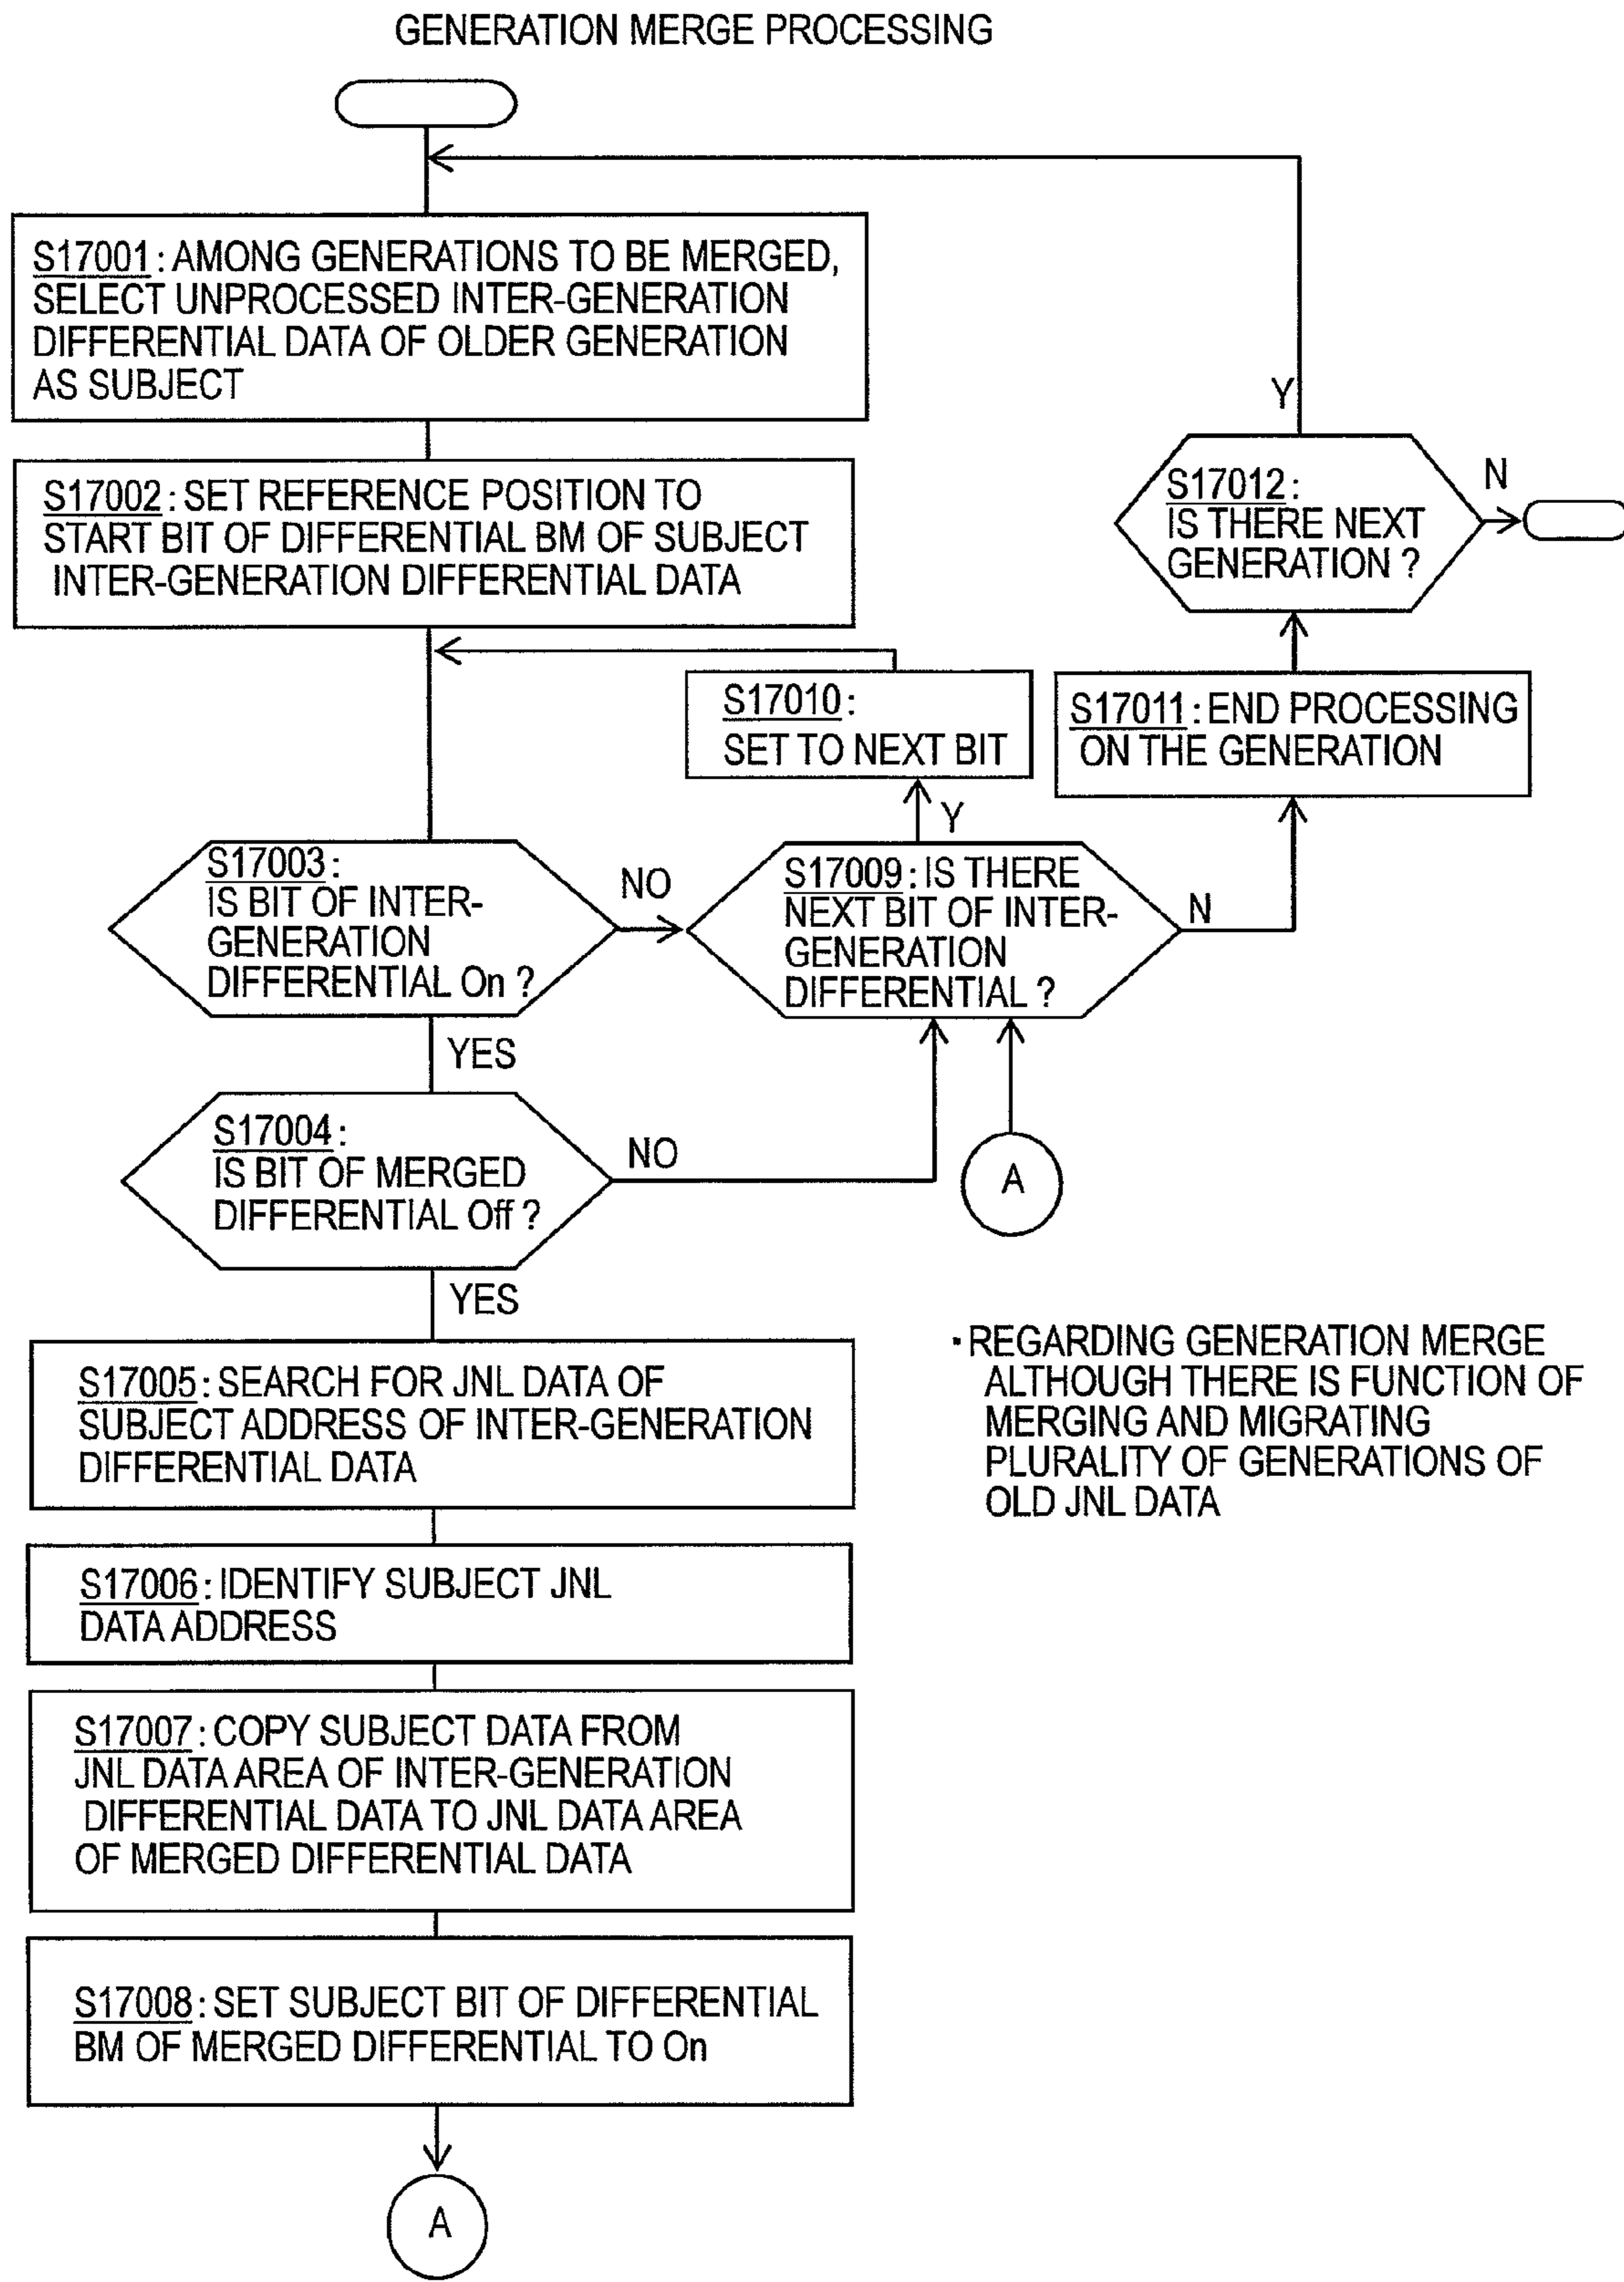 GENERATION MERGE PROCESSING
S17001: AMONG GENERATIONS TO BE MERGED,
SELECT UNPROCESSED INTER-GENERATION
DIFFERENTIAL DATA OF OLDER GENERATION
AS SUBJECT
S17002: SET REFERENCE POSITION TO
START BIT OF DIFFERENTIAL BM OF SUBJECT
INTER-GENERATION DIFFERENTIAL DATA
S17003:
IS BIT OF INTER-
GENERATION
DIFFERENTIAL On ?
NO
YES
S17004:
IS BIT OF MERGED
DIFFERENTIAL Off ?
NO
YES
S17005: SEARCH FOR JNL DATA OF
SUBJECT ADDRESS OF INTER-GENERATION
DIFFERENTIAL DATA
S17006: IDENTIFY SUBJECT JNL
DATA ADDRESS
S17007: COPY SUBJECT DATA FROM
JNL DATA AREA OF INTER-GENERATION
DIFFERENTIAL DATA TO JNL DATA AREA
OF MERGED DIFFERENTIAL DATA
S17008: SET SUBJECT BIT OF DIFFERENTIAL
BM OF MERGED DIFFERENTIAL TO On
A
A
S17009: IS THERE
NEXT BIT OF INTER-
GENERATION
DIFFERENTIAL ?
Y
N
S17010:
SET TO NEXT BIT
S17011: END PROCESSING
ON THE GENERATION
S17012:
IS THERE NEXT
GENERATION ?
Y
N
• REGARDING GENERATION MERGE
ALTHOUGH THERE IS FUNCTION OF
MERGING AND MIGRATING
PLURALITY OF GENERATIONS OF
OLD JNL DATA